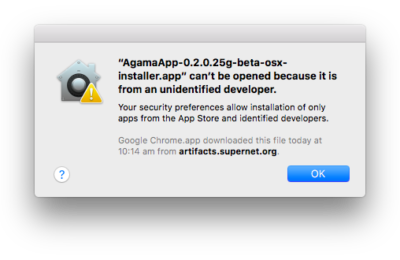 “AgamaApp-0.2.0.25g-beta-osx-
installer.app” can’t be opened because it is
from an unidentified developer.
Your security preferences allow installation of only
apps from the App Store and identified developers.
Google Chrome.app downloaded this file today at
10:14 am from artifacts.supernet.org.
?
OK